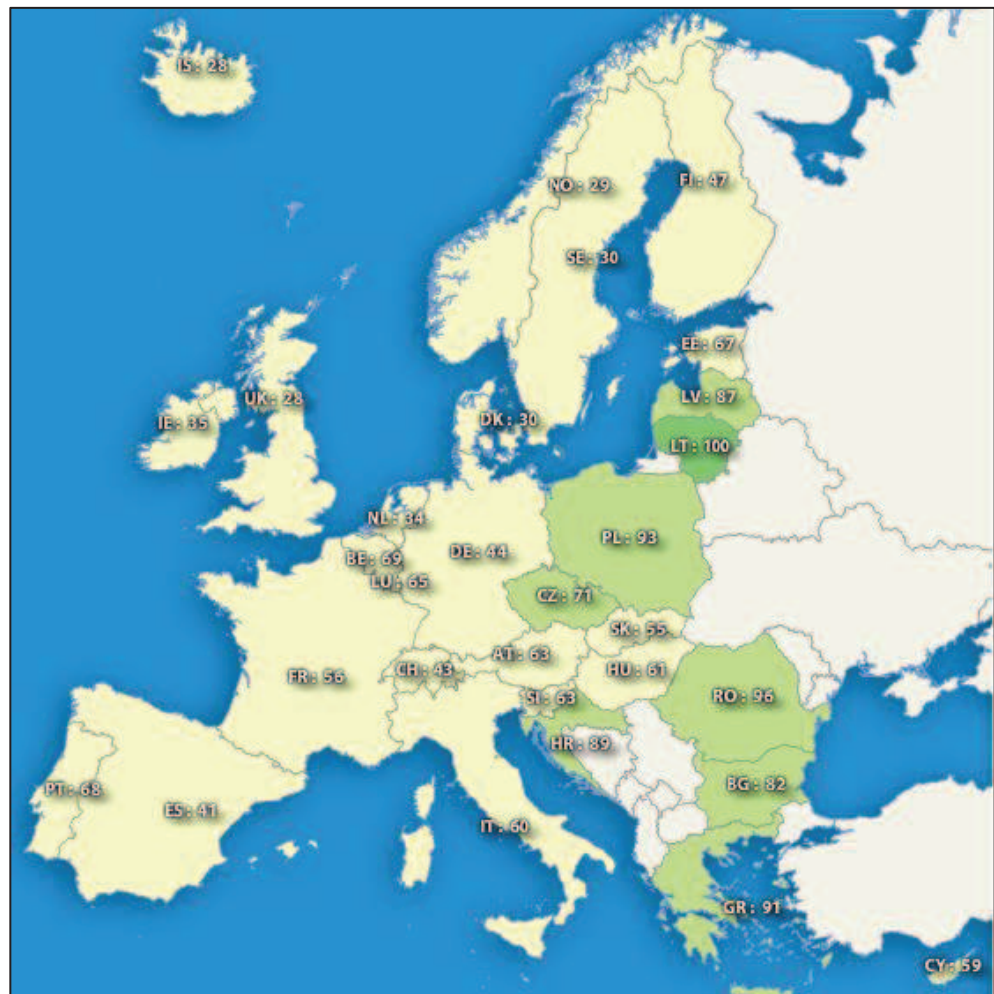 IS: 28
NO: 29
FI: 47
SE: 30
EE: 67
LV: 87
UK: 28
IE: 35
DK: 30
LT: 100
NL: 34
PL: 93
DE: 44
BE: 69
LU: 65
CZ: 71
SK: 55
AT: 63
CH: 43
HU: 61
FR: 56
SI: 63
RO: 96
HR: 89
BG: 82
PT: 68
ES: 41
IT: 60
GR: 91
CY: 59